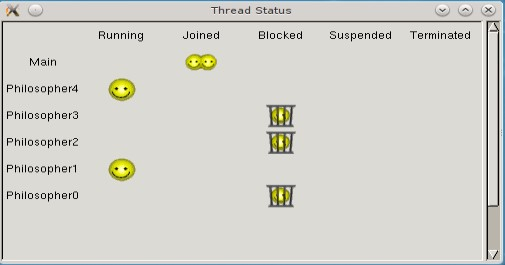 Thread Status
Running Joined Blocked Suspended Terminated
Main
Philosopher4
Philosopher3
Philosopher2
Philosopher1
Philosopher0